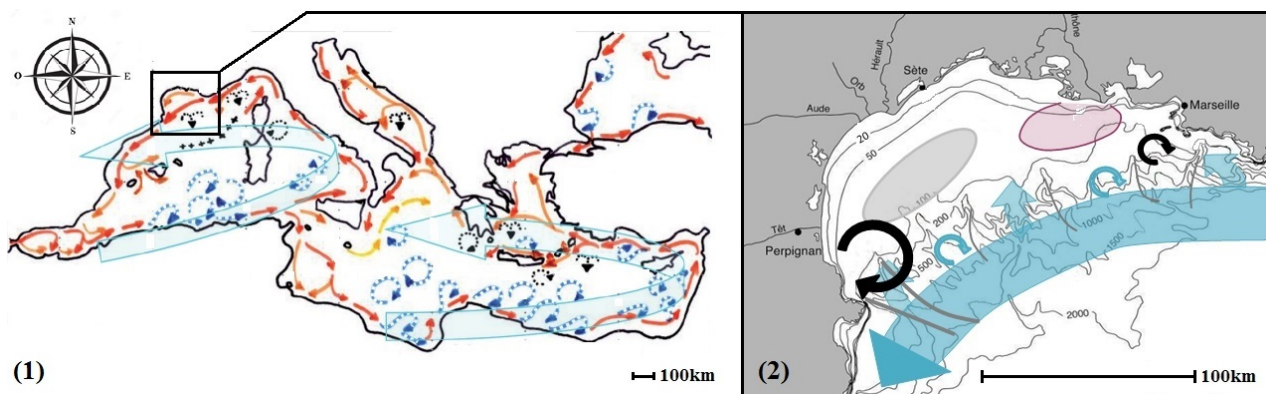 N
O E
S
(1)
100km
Orb
Hérault
Sète
Marseille
Aude
20
50
100
200
1000
Têt
Perpignan
500
1500
2000
(2)
100km